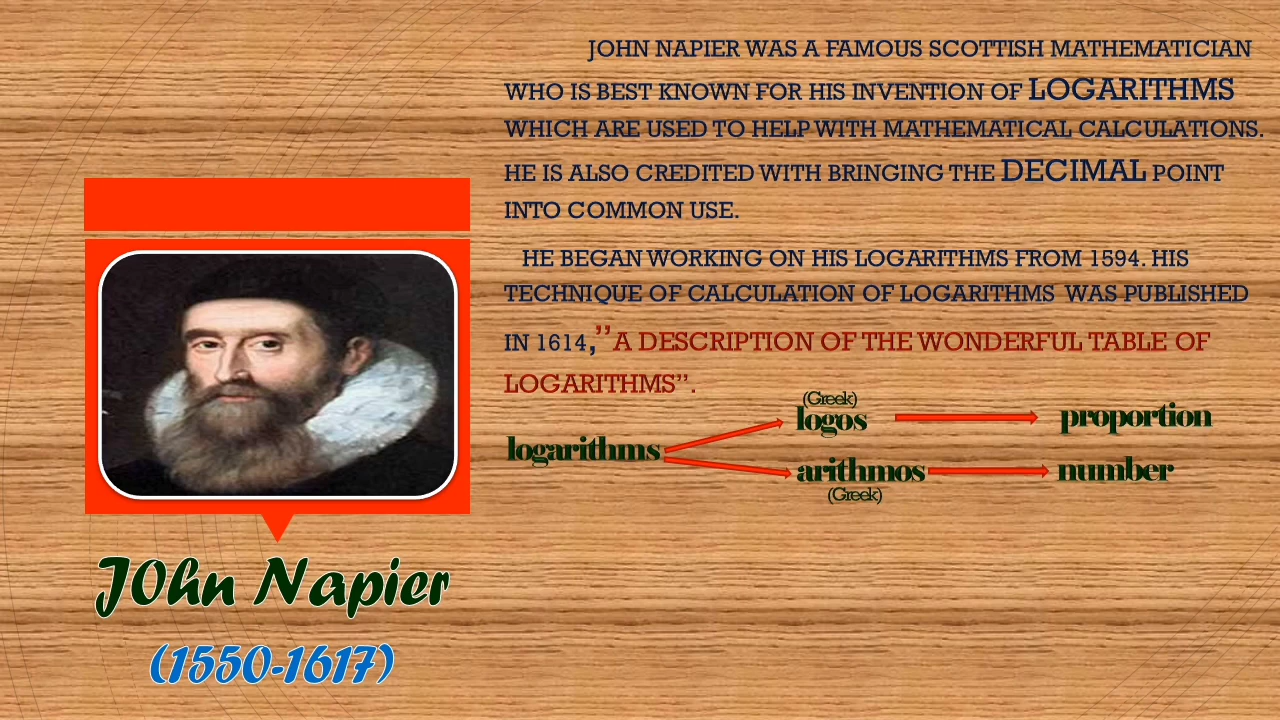 JOHN NAPIER WAS A FAMOUS SCOTTISH MATHEMATICIAN
WHO IS BEST KNOWN FOR HIS INVENTION OF LOGARITHMS
WHICH ARE USED TO HELP WITH MATHEMATICAL CALCULATIONS.
HE IS ALSO CREDITED WITH BRINGING THE DECIMAL POINT
INTO COMMON USE.
HE BEGAN WORKING ON HIS LOGARITHMS FROM 1594. HIS
TECHNIQUE OF CALCULATION OF LOGARITHMS WAS PUBLISHED
IN 1614,”A DESCRIPTION OF THE WONDERFUL TABLE OF
LOGARITHMS”.
(Greek)
logos proportion
logarithms
arithmos number
(Greek)
J0hn Napier
(1550-1617)